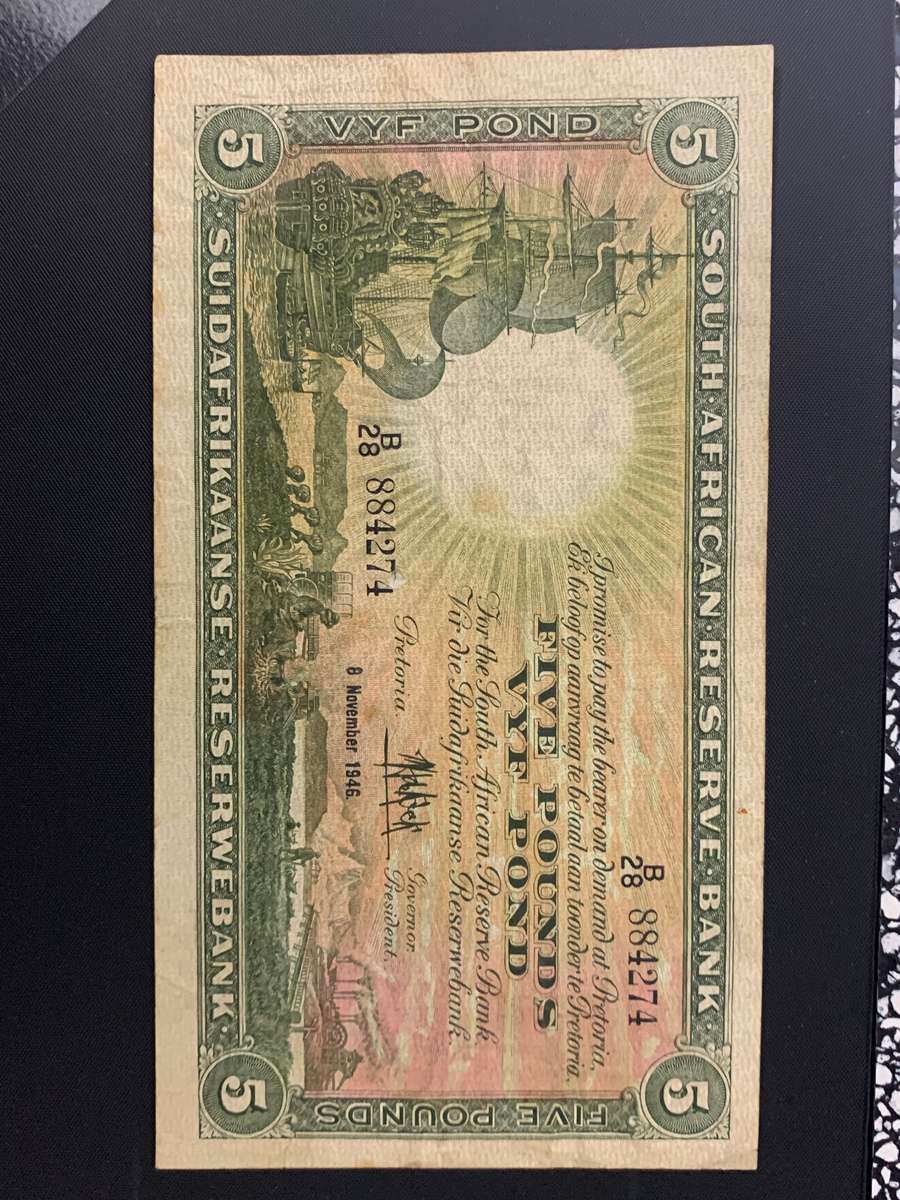 5
SOUTH·AFRICAN·RESERVE·BANK·
5
VYF POND
FIVE POUNDS
B
28 884274
I promise to pay the bearer on demand at Pretoria,
Ek beloof op aanvraag te betaal aan toonder te Pretoria,
FIVE POUNDS
VYF POND
For the South African Reserve Bank
Vir die Suidafrikaanse Reserwebank.
B
28 884274
Pretoria.
8 November 1946.
Governor.
President.
5
SUIDAFRIKAANSE·RESERWEBANK·
5